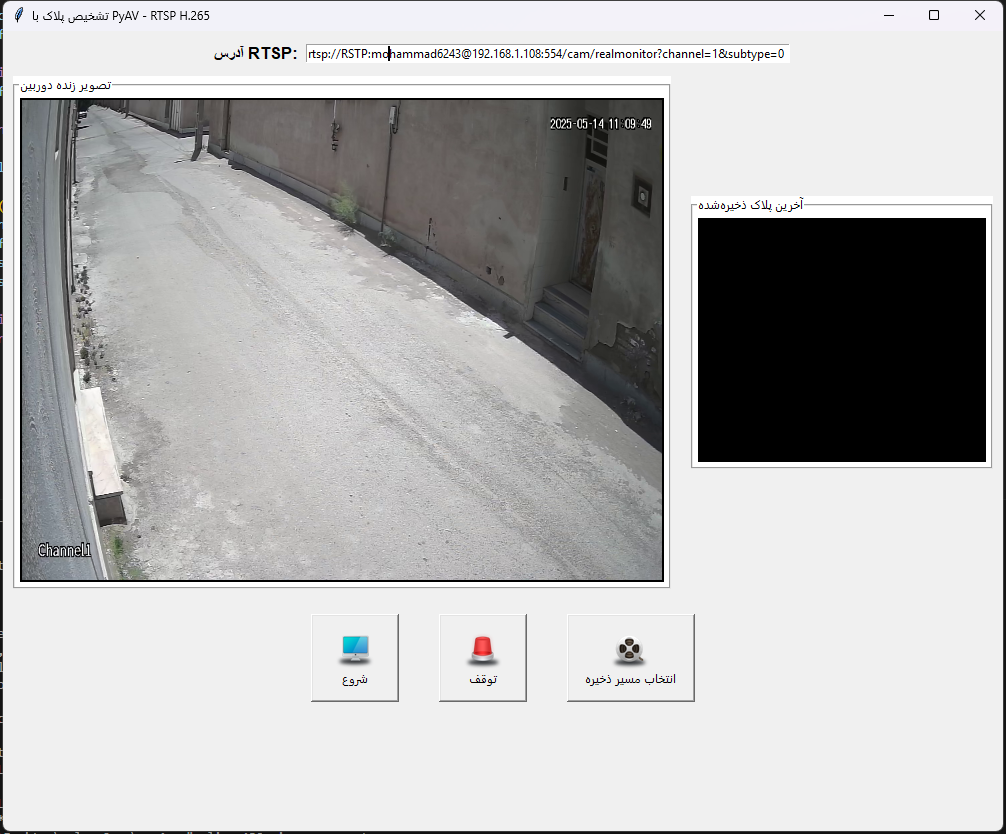 تشخیص پلاک با PyAV - RTSP H.265
آدرس RTSP:
rtsp://RSTP:mohammad6243@192.168.1.108:554/cam/realmonitor?channel=1&subtype=0
تصویر زنده دوربین
2025-05-14 11:09:49
آخرین پلاک ذخیره‌شده
Channel1
شروع
توقف
انتخاب مسیر ذخیره